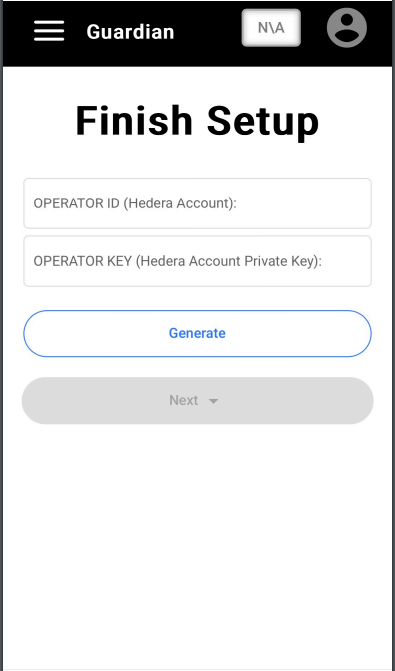 Guardian
N\A
Finish Setup
OPERATOR ID (Hedera Account):
OPERATOR KEY (Hedera Account Private Key):
Generate
Next